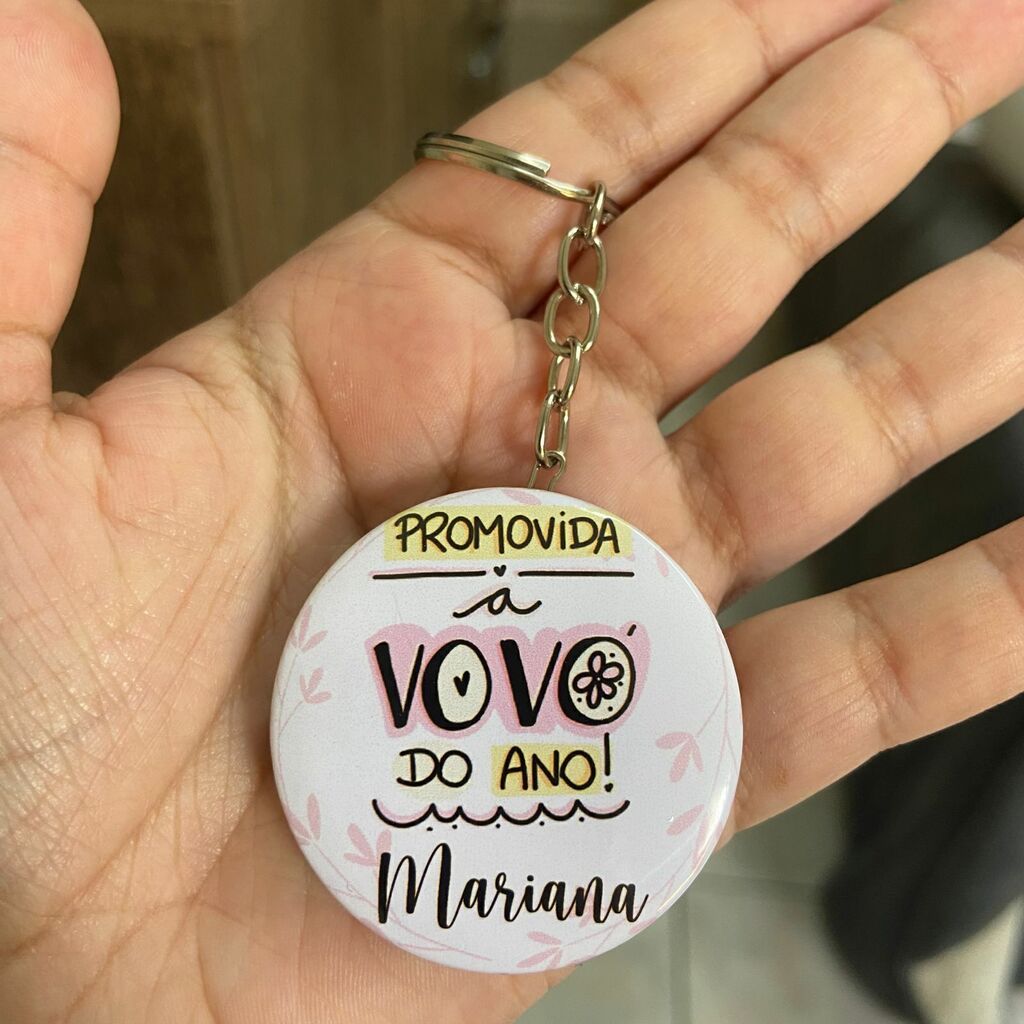 PROMOVIDA
a
VOVÓ
DO ANO!
Mariana